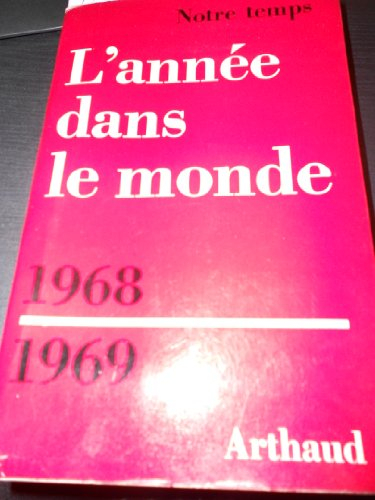 Notre temps
L'année
dans
le monde
1968
1969
Arthaud